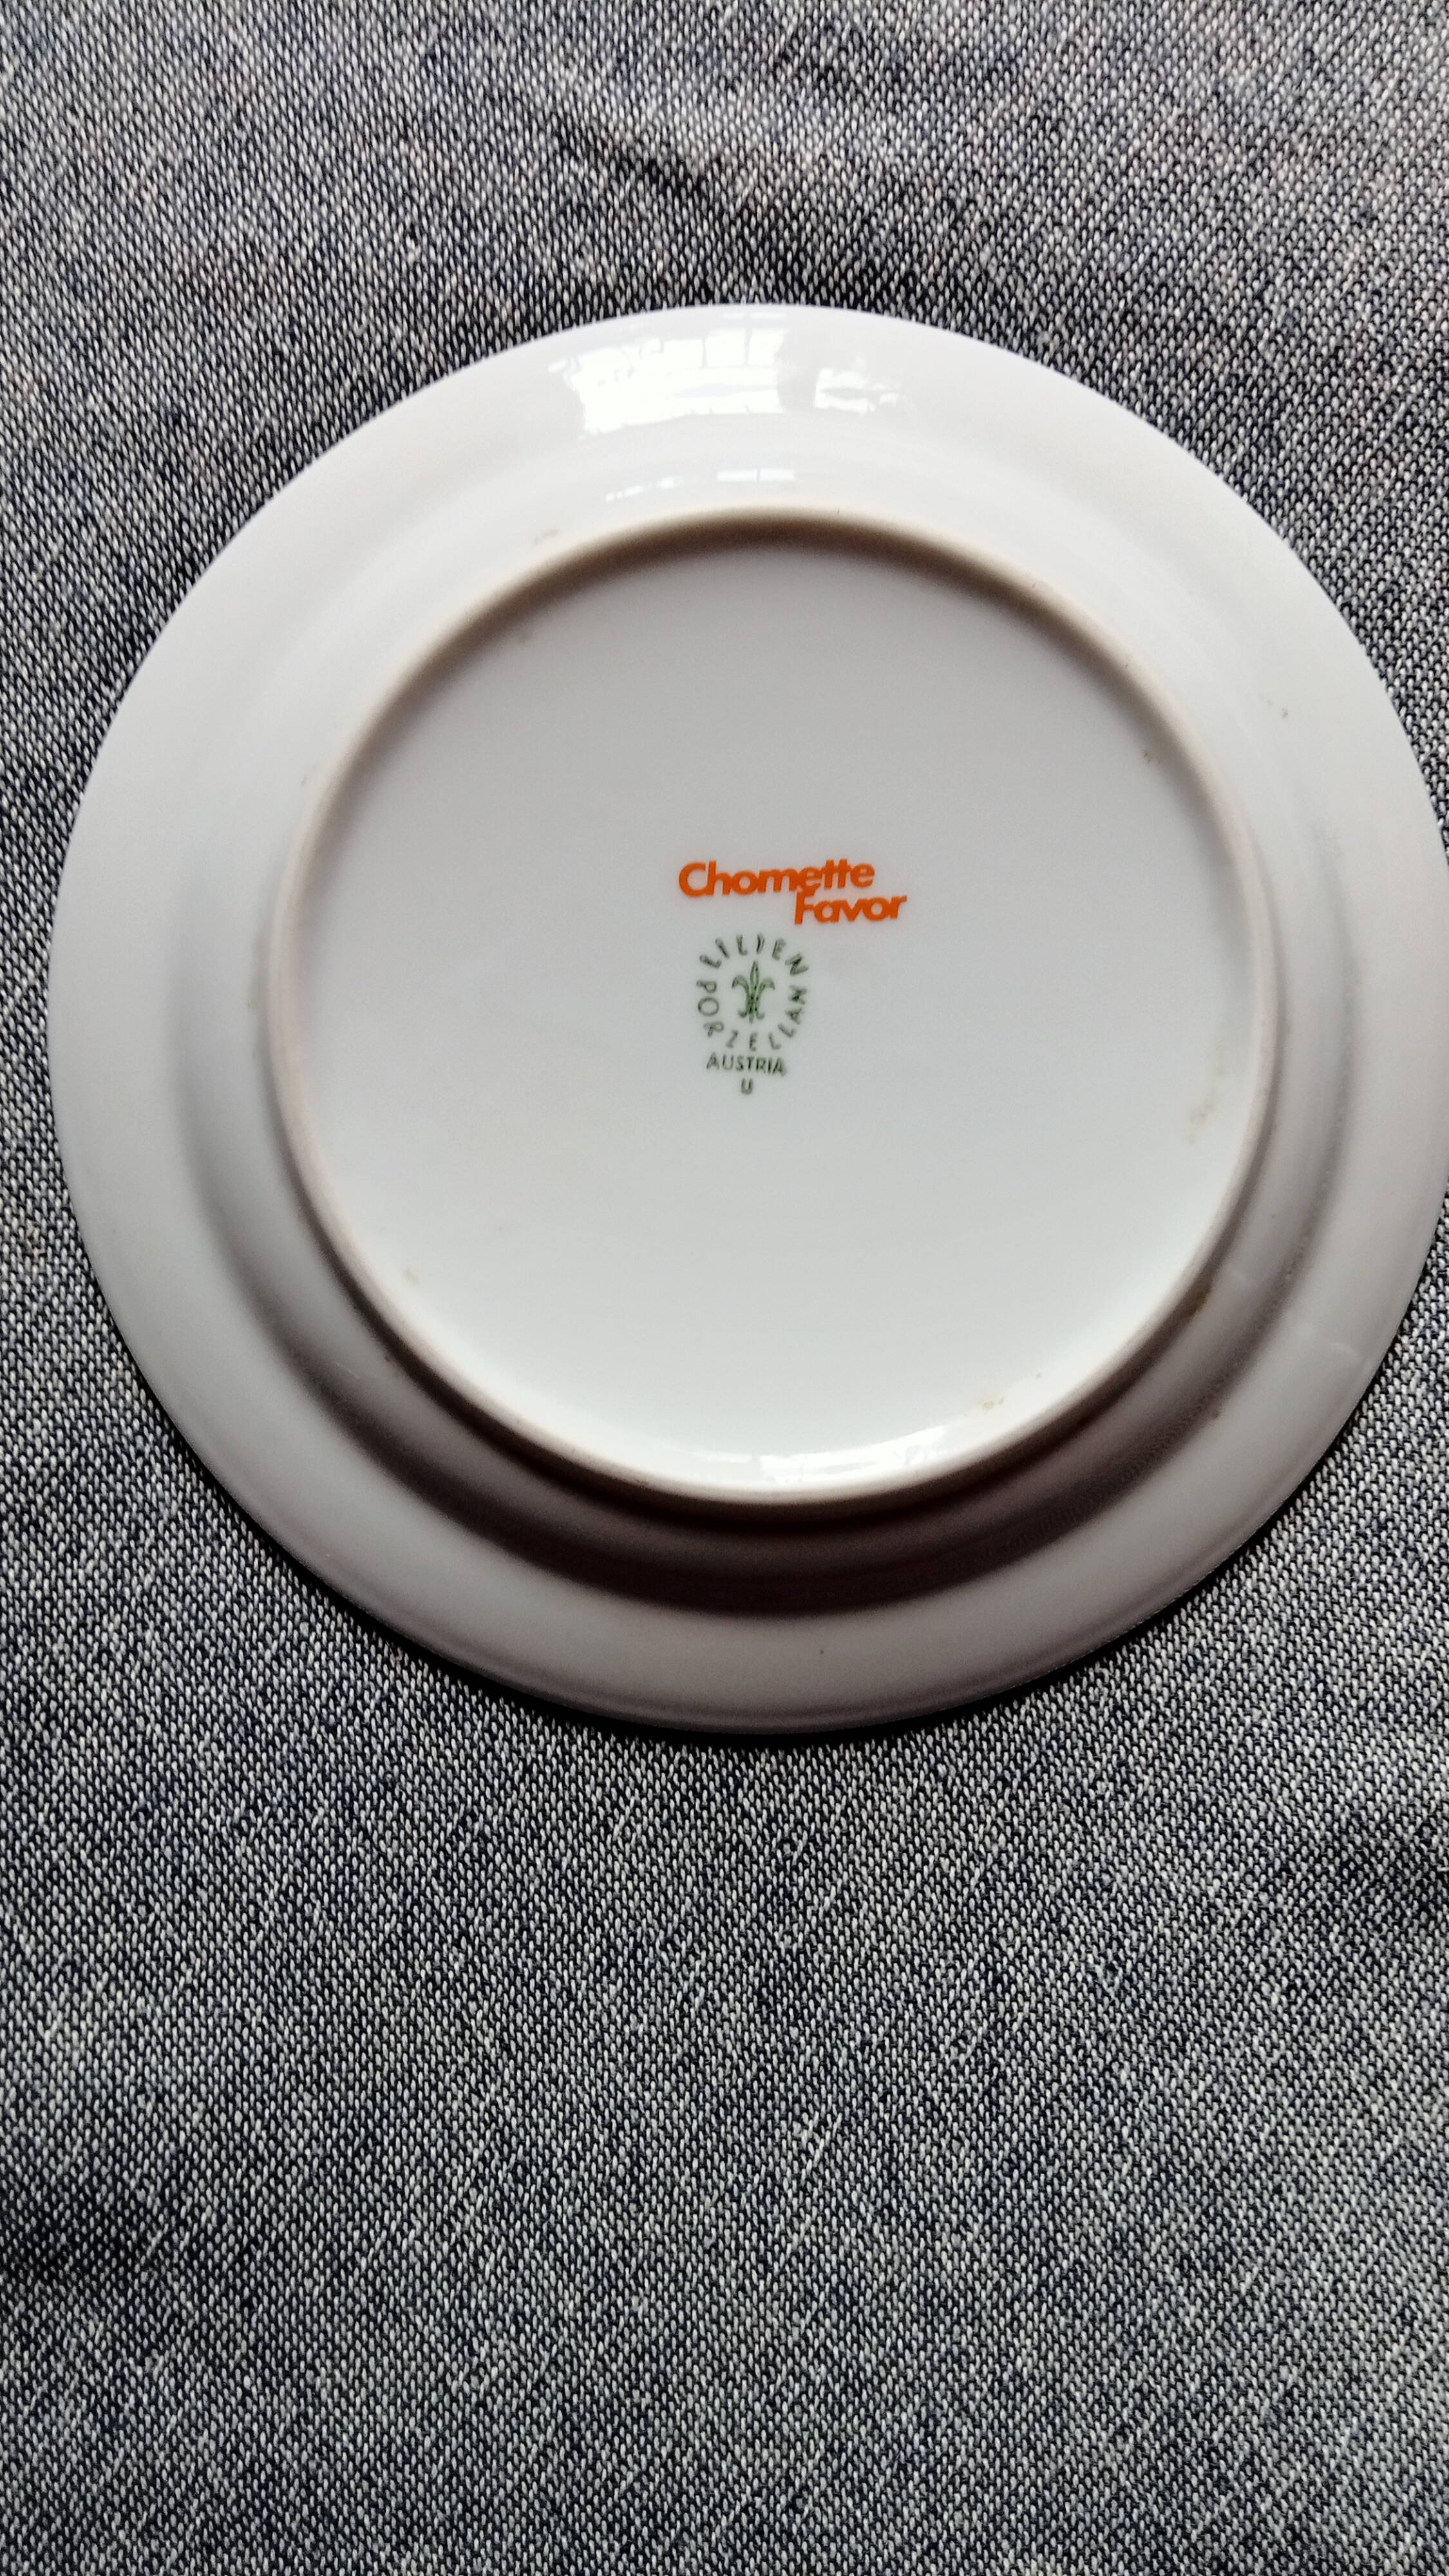 Chomette
Favor
LILIEN
PORZELLAN
AUSTRIA
U